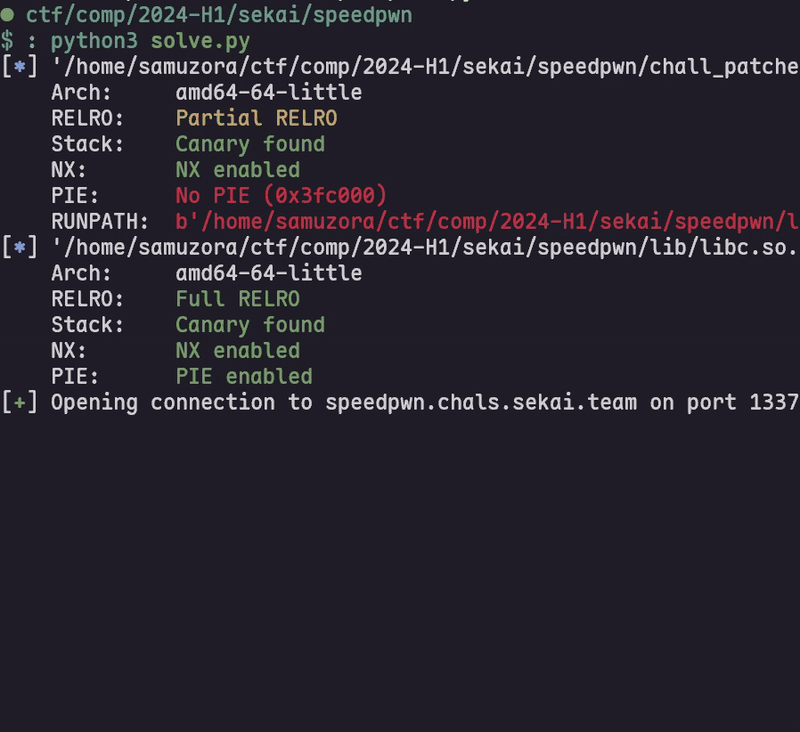 ctf/comp/2024-H1/sekai/speedpwn
$ : python3 solve.py
[*] '/home/samuzora/ctf/comp/2024-H1/sekai/speedpwn/chall_patche
Arch: amd64-64-little
RELRO: Partial RELRO
Stack: Canary found
NX: NX enabled
PIE: No PIE (0x3fc000)
RUNPATH: b'/home/samuzora/ctf/comp/2024-H1/sekai/speedpwn/l
[*] '/home/samuzora/ctf/comp/2024-H1/sekai/speedpwn/lib/libc.so.
Arch: amd64-64-little
RELRO: Full RELRO
Stack: Canary found
NX: NX enabled
PIE: PIE enabled
[+] Opening connection to speedpwn.chals.sekai.team on port 1337